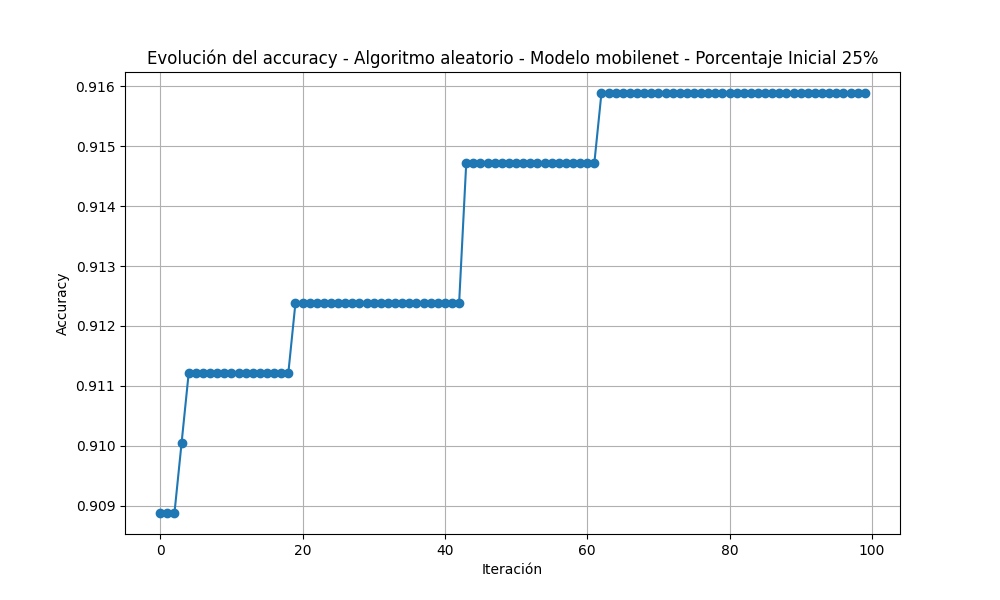 Evolución del accuracy - Algoritmo aleatorio - Modelo mobilenet - Porcentaje Inicial 25%
0.916
0.915
0.914
0.913
0.912
0.911
0.910
0.909
Accuracy
0 20 40 60 80 100
Iteración